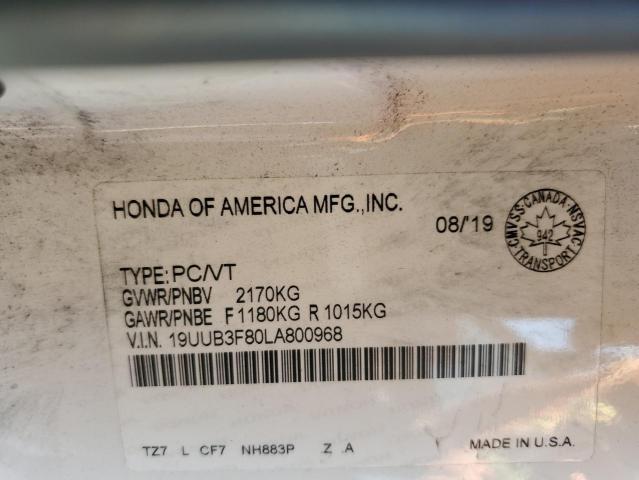 HONDA OF AMERICA MFG.,INC.
08/'19
CMVSS·CANADA·NSVAC
942
TRANSPORT
TYPE:PC/VT
GVWR/PNBV 2170KG
GAWR/PNBE F1180KG R1015KG
V.I.N. 19UUB3F80LA800968
TZ7 L CF7 NH883P Z .A
MADE IN U.S.A.